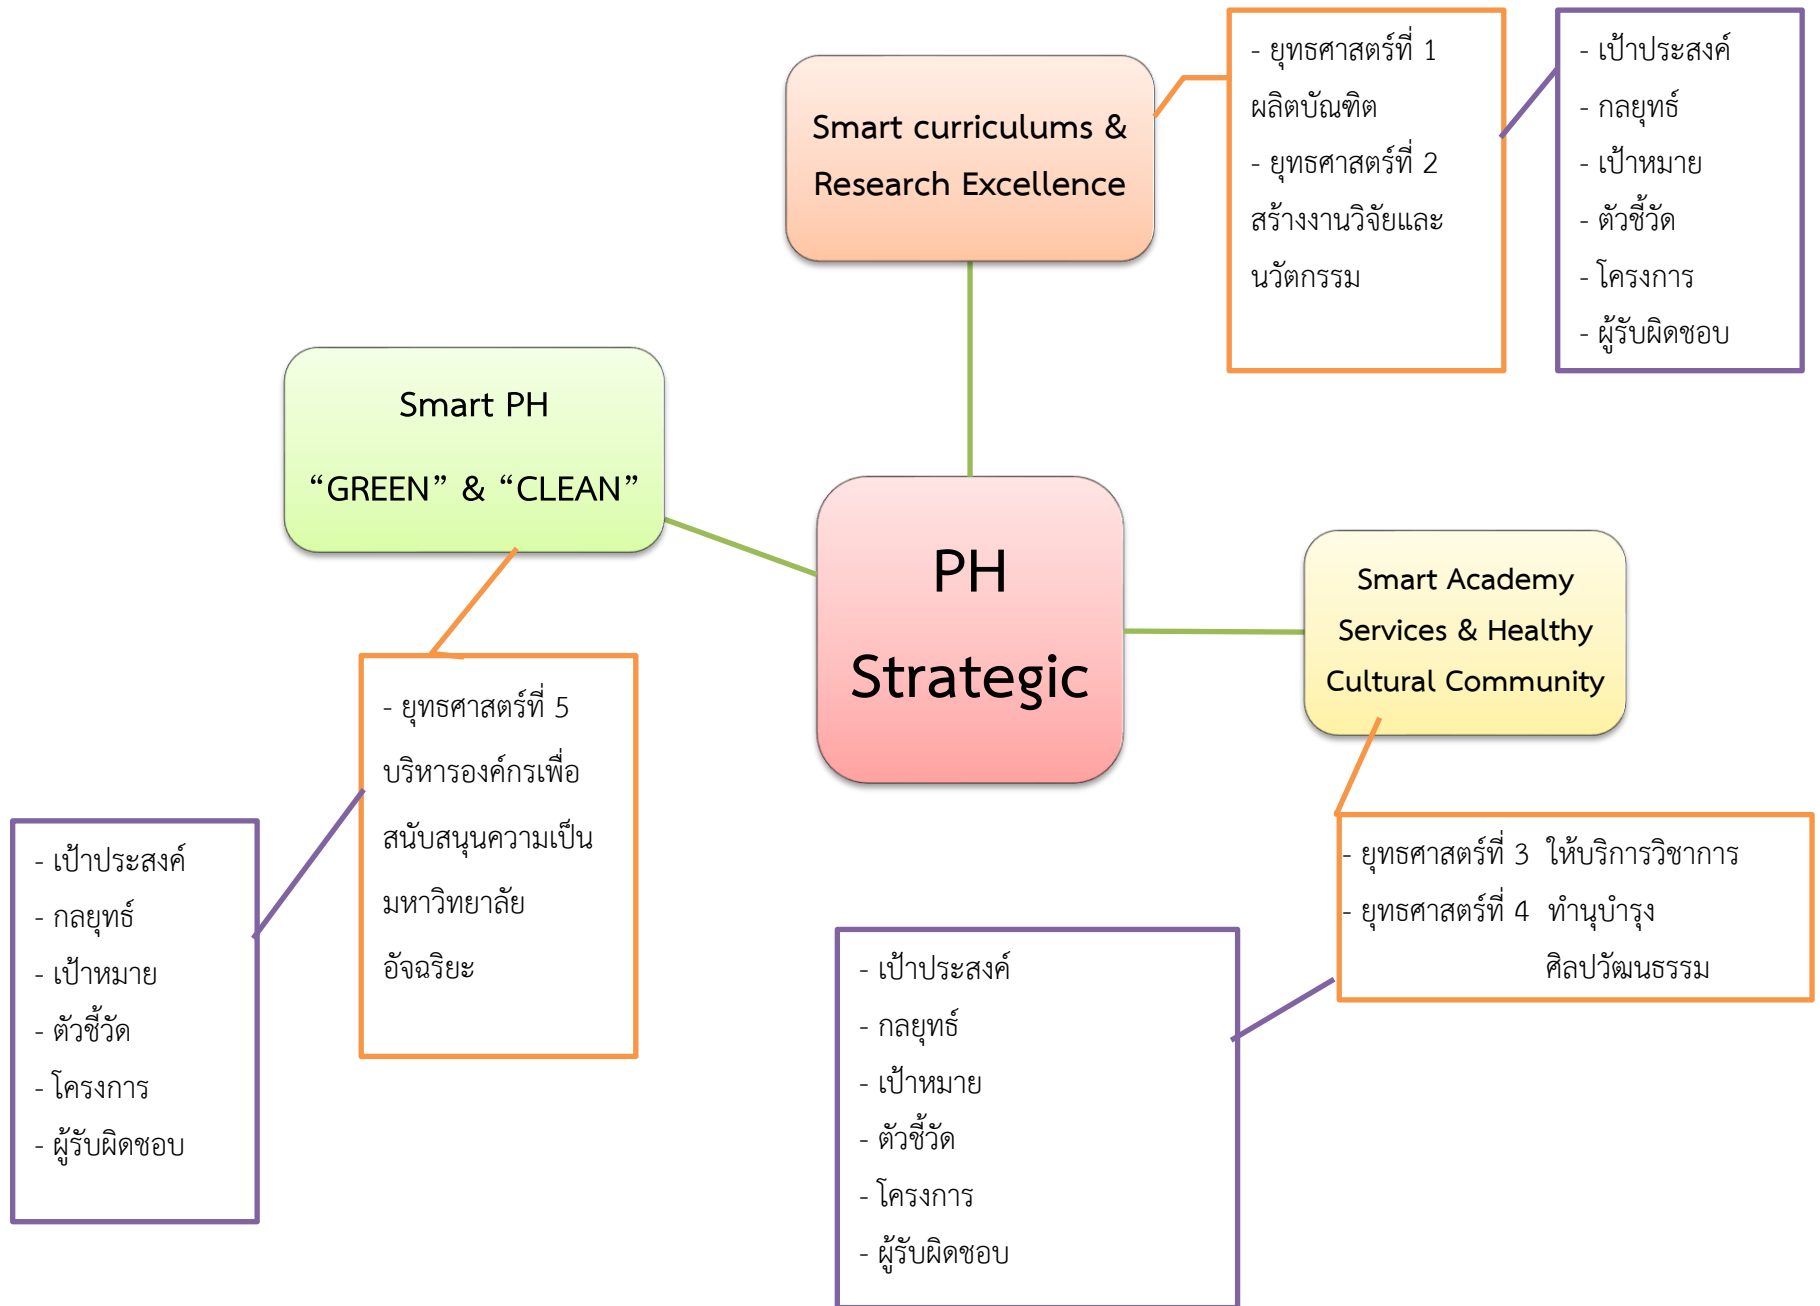 Smart curriculums &
Research Excellence
- ยุทธศาสตร์ที่ 1
ผลิตบัณฑิต
- ยุทธศาสตร์ที่ 2
สร้างงานวิจัยและ
นวัตกรรม
- เป้าประสงค์
- กลยุทธ์
- เป้าหมาย
- ตัวชี้วัด
- โครงการ
- ผู้รับผิดชอบ
Smart PH
“GREEN” & “CLEAN”
PH
Strategic
Smart Academy
Services & Healthy
Cultural Community
- ยุทธศาสตร์ที่ 5
บริหารองค์กรเพื่อ
สนับสนุนความเป็น
มหาวิทยาลัย
อัจฉริยะ
- เป้าประสงค์
- กลยุทธ์
- เป้าหมาย
- ตัวชี้วัด
- โครงการ
- ผู้รับผิดชอบ
- ยุทธศาสตร์ที่ 3 ให้บริการวิชาการ
- ยุทธศาสตร์ที่ 4 ทำนุบำรุง
ศิลปวัฒนธรรม
- เป้าประสงค์
- กลยุทธ์
- เป้าหมาย
- ตัวชี้วัด
- โครงการ
- ผู้รับผิดชอบ